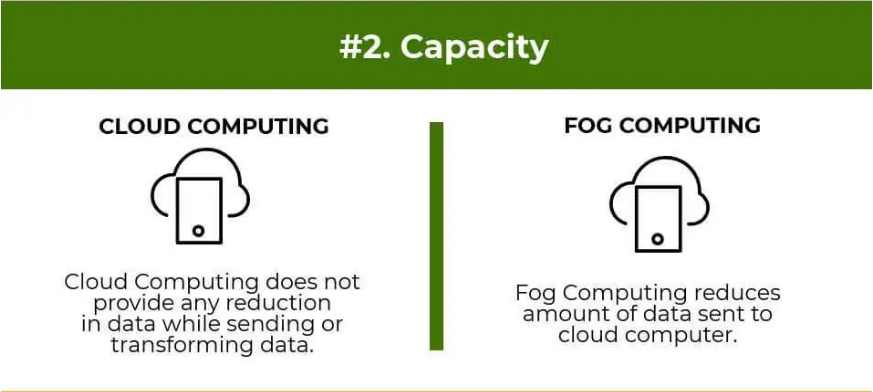 #2. Capacity
CLOUD COMPUTING
Cloud Computing does not
provide any reduction
in data while sending or
transforming data.
FOG COMPUTING
Fog Computing reduces
amount of data sent to
cloud computer.